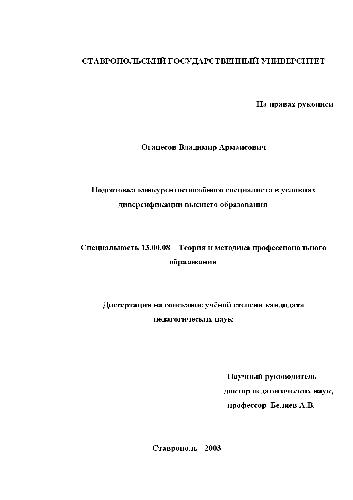 СТАВРОПОЛЬСКИЙ ГОСУДАРСТВЕННЫЙ УНИВЕРСИТЕТ
На правах рукописи
Оганесов Владимир Армаисович
Подготовка конкурентоспособного специалиста в условиях
диверсификации высшего образования
Специальность 13.00.08 – Теория и методика профессионального
образования
Диссертация на соискание учёной степени кандидата
педагогических наук
Научный руководитель
доктор педагогических наук,
профессор Беляев А.В.
Ставрополь - 2003